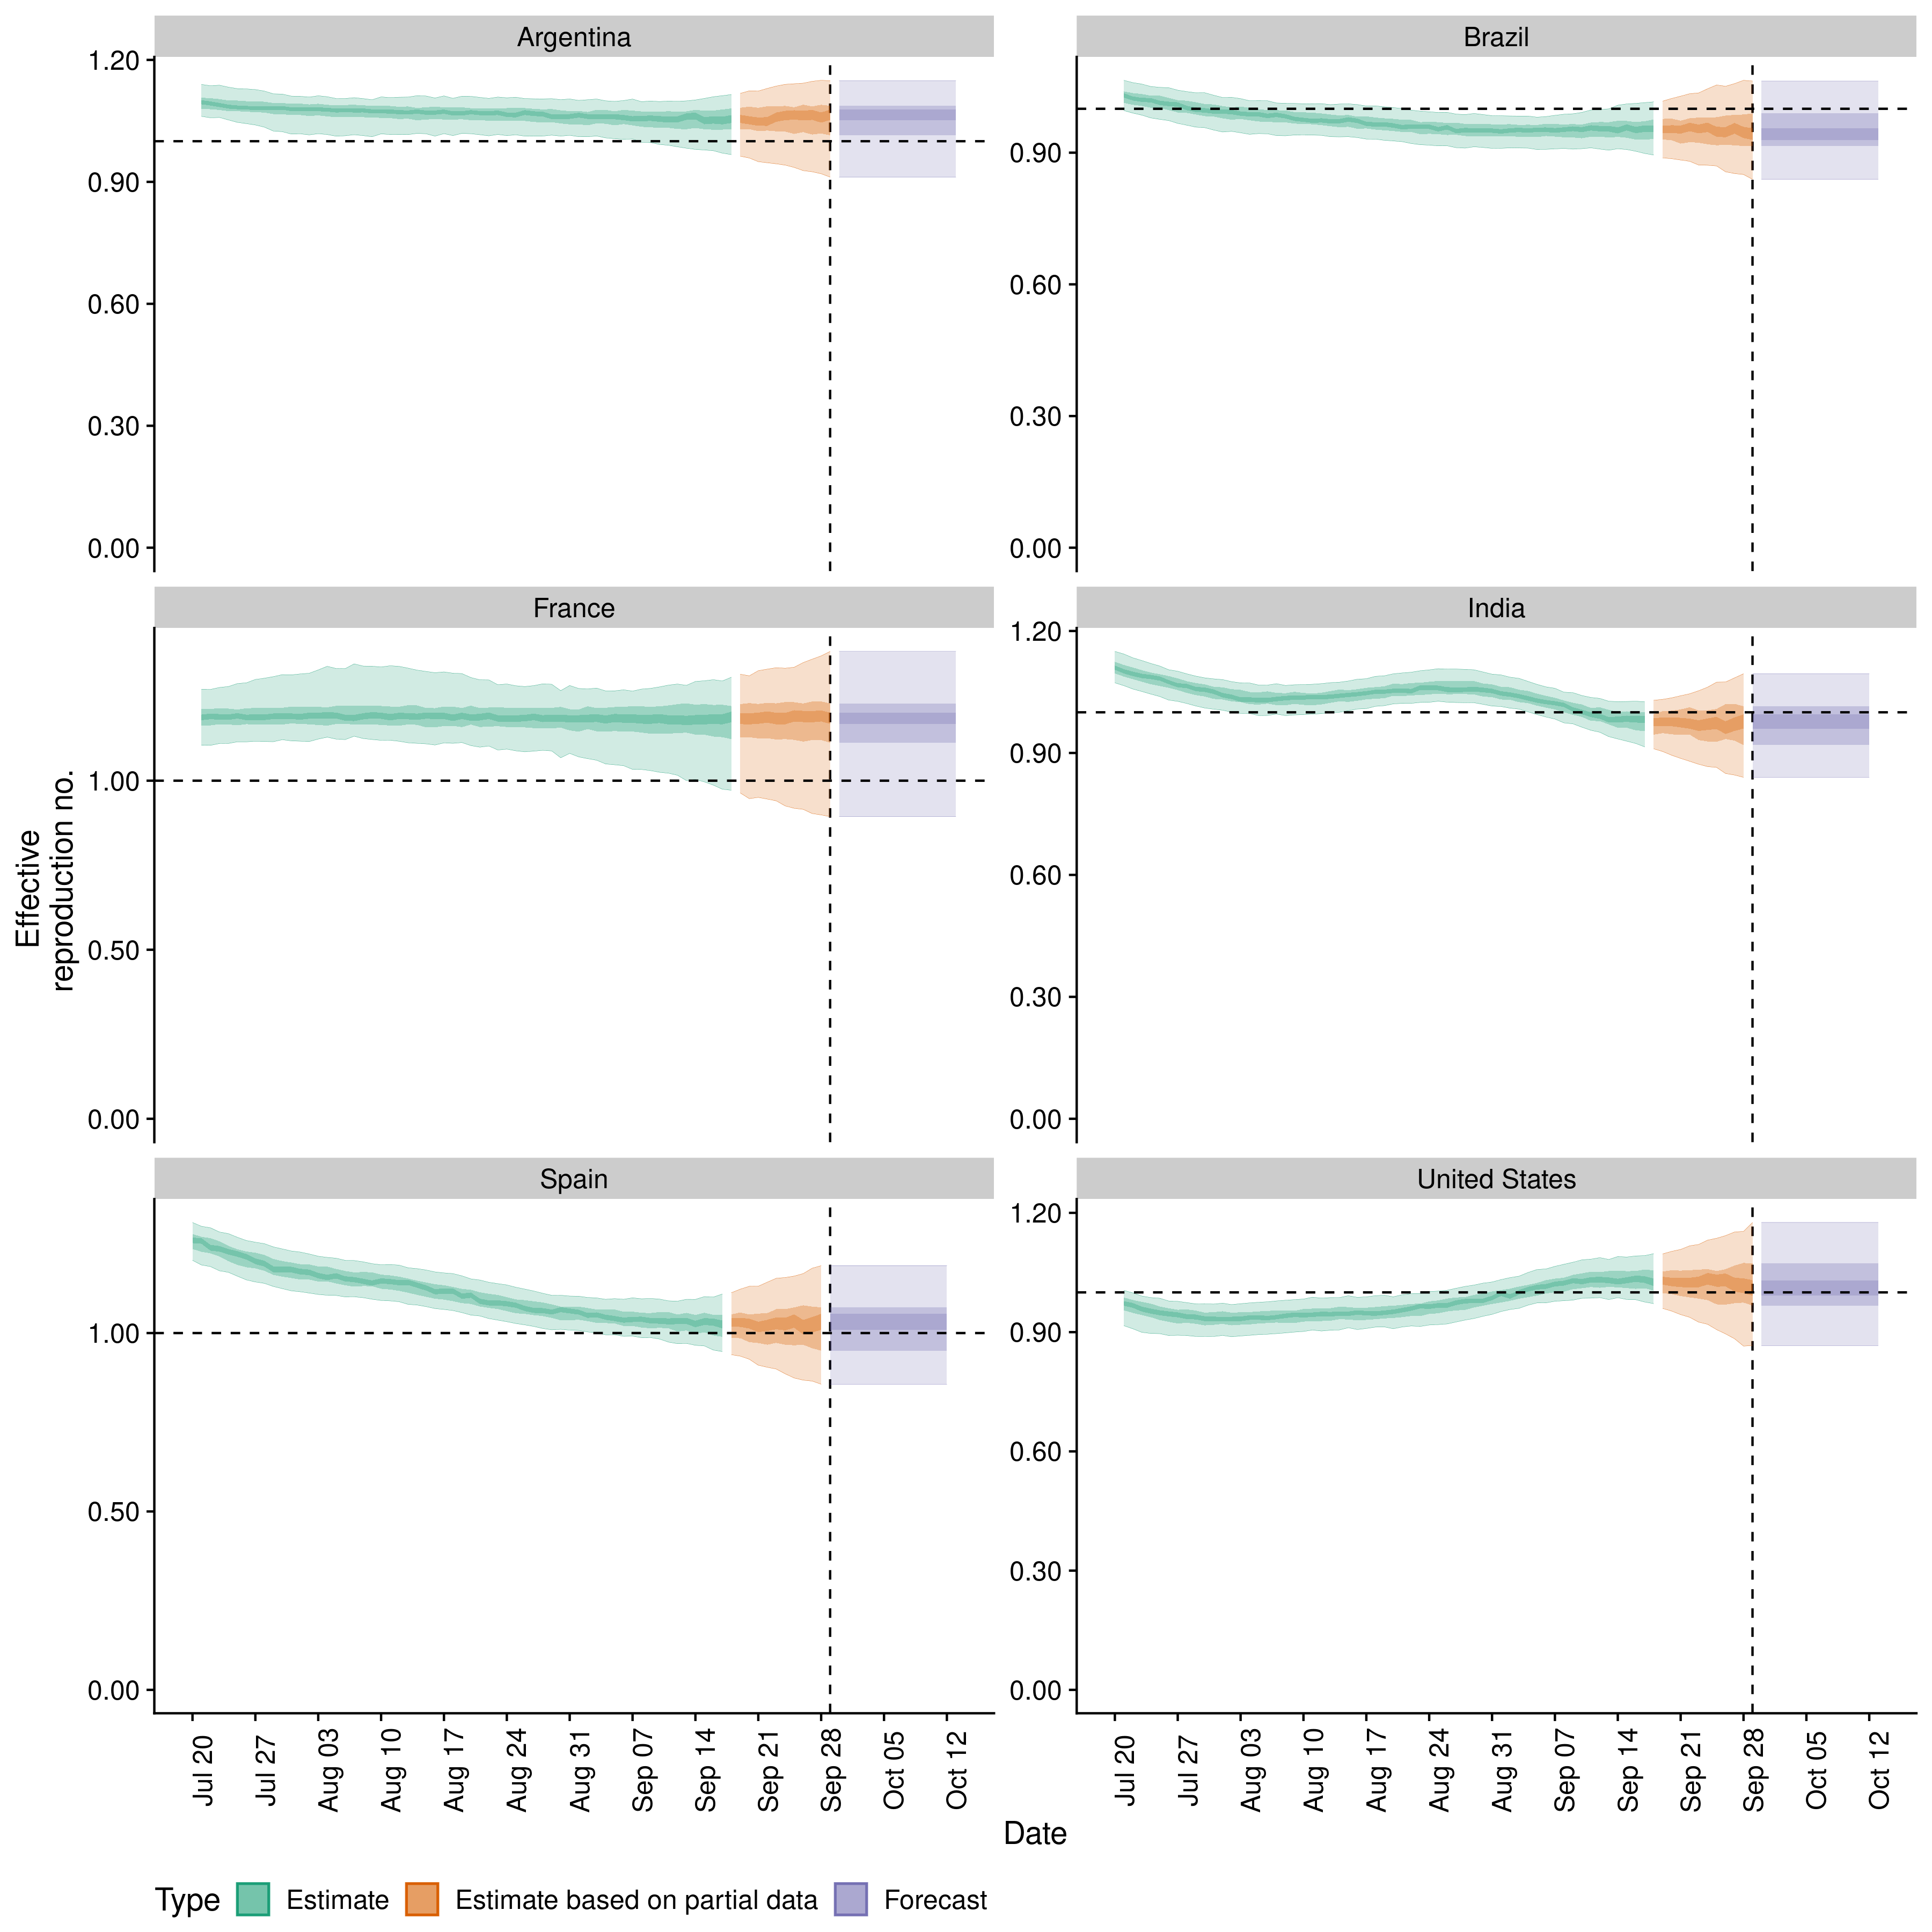 Argentina
Brazil
1.20
0.90
0.60
0.30
0.00
0.90
0.60
0.30
0.00
France
India
1.00
0.50
0.00
1.20
0.90
0.60
0.30
0.00
Effective
reproduction no.
Spain
United States
1.00
0.50
0.00
1.20
0.90
0.60
0.30
0.00
Jul 20
Jul 27
Aug 03
Aug 10
Aug 17
Aug 24
Aug 31
Sep 07
Sep 14
Sep 21
Sep 28
Oct 05
Oct 12
Jul 20
Jul 27
Aug 03
Aug 10
Aug 17
Aug 24
Aug 31
Sep 07
Sep 14
Sep 21
Sep 28
Oct 05
Oct 12
Date
Type Estimate Estimate based on partial data Forecast